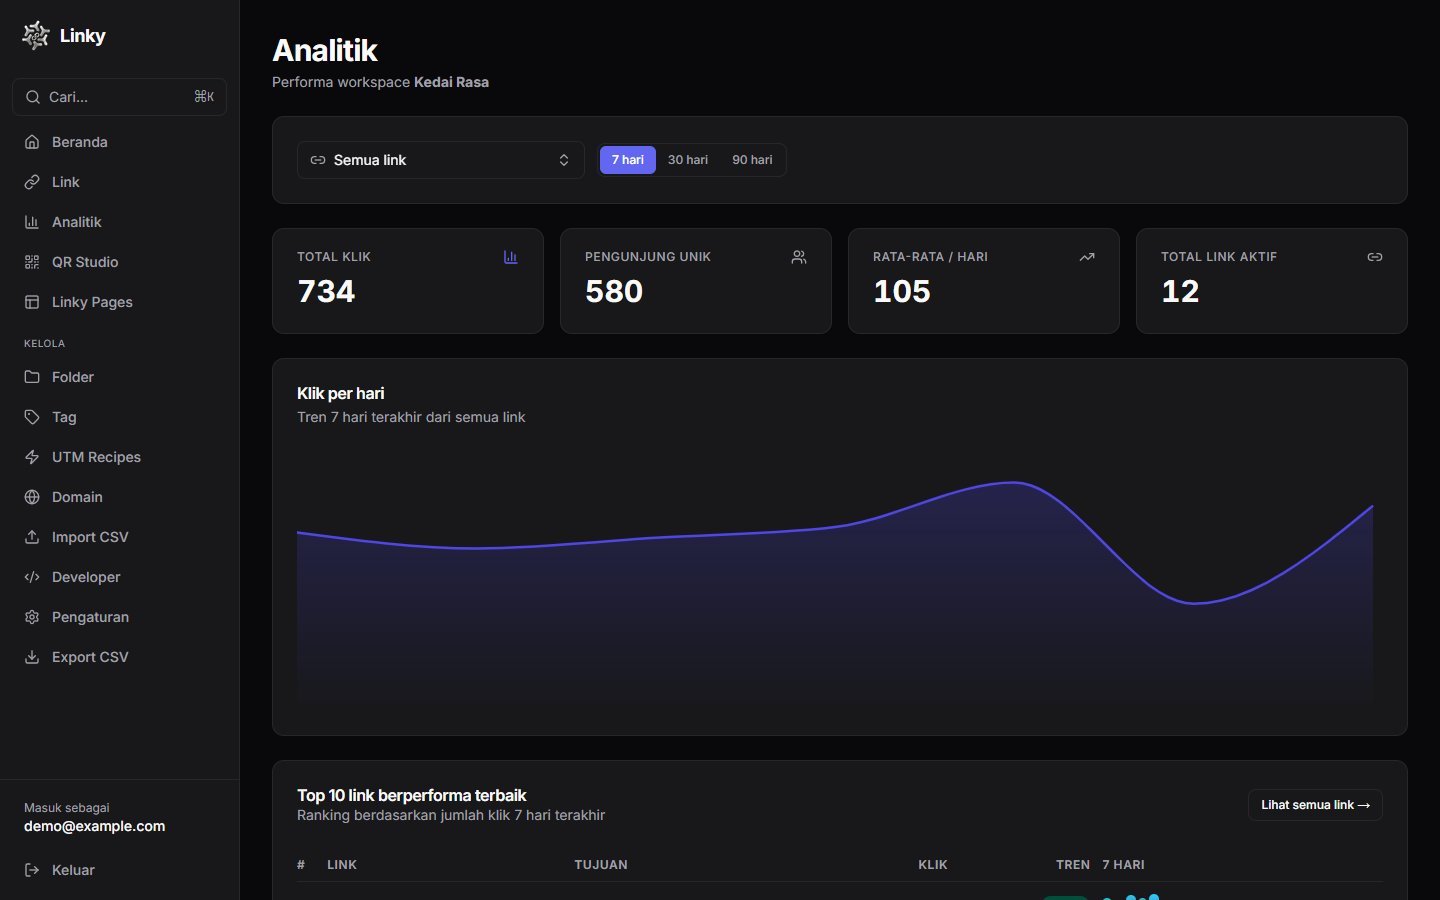 Linky
Cari...
⌘K
Beranda
Link
Analitik
QR Studio
Linky Pages
KELOLA
Folder
Tag
UTM Recipes
Domain
Import CSV
Developer
Pengaturan
Export CSV
Masuk sebagai
demo@example.com
Keluar
Analitik
Performa workspace Kedai Rasa
Semua link
7 hari 30 hari 90 hari
TOTAL KLIK
734
PENGUNJUNG UNIK
580
RATA-RATA / HARI
105
TOTAL LINK AKTIF
12
Klik per hari
Tren 7 hari terakhir dari semua link
Top 10 link berperforma terbaik
Ranking berdasarkan jumlah klik 7 hari terakhir
Lihat semua link →
# LINK TUJUAN KLIK TREN 7 HARI